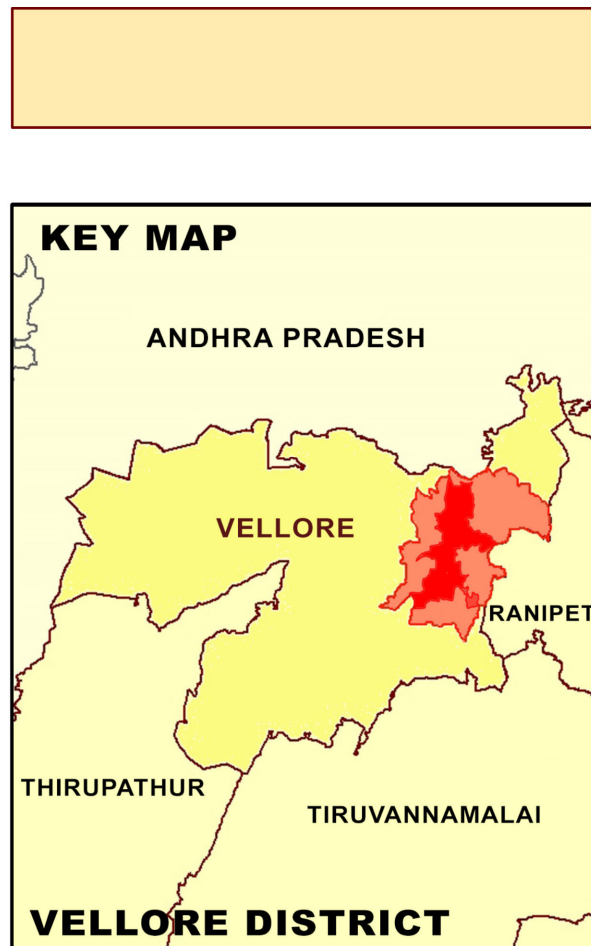 KEY MAP
ANDHRA PRADESH
VELLORE
RANIPET
THIRUPATHUR
TIRUVANNAMALAI
VELLORE DISTRICT